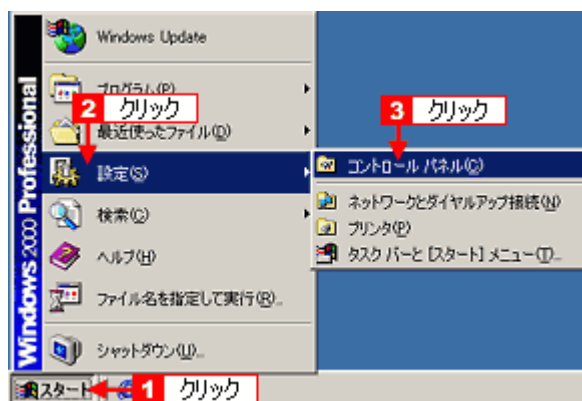 Windows Update
プログラム(P)
2 クリック
最近使ったファイル(D)
設定(S)
検索(C)
ヘルプ(H)
ファイル名を指定して実行(R)...
シャットダウン(U)...
Windows 2000 Professional
3 クリック
コントロール パネル(C)
ネットワークとダイヤルアップ接続(N)
プリンタ(P)
タスク バーと [スタート] メニュー(T)...
スタート
1 クリック